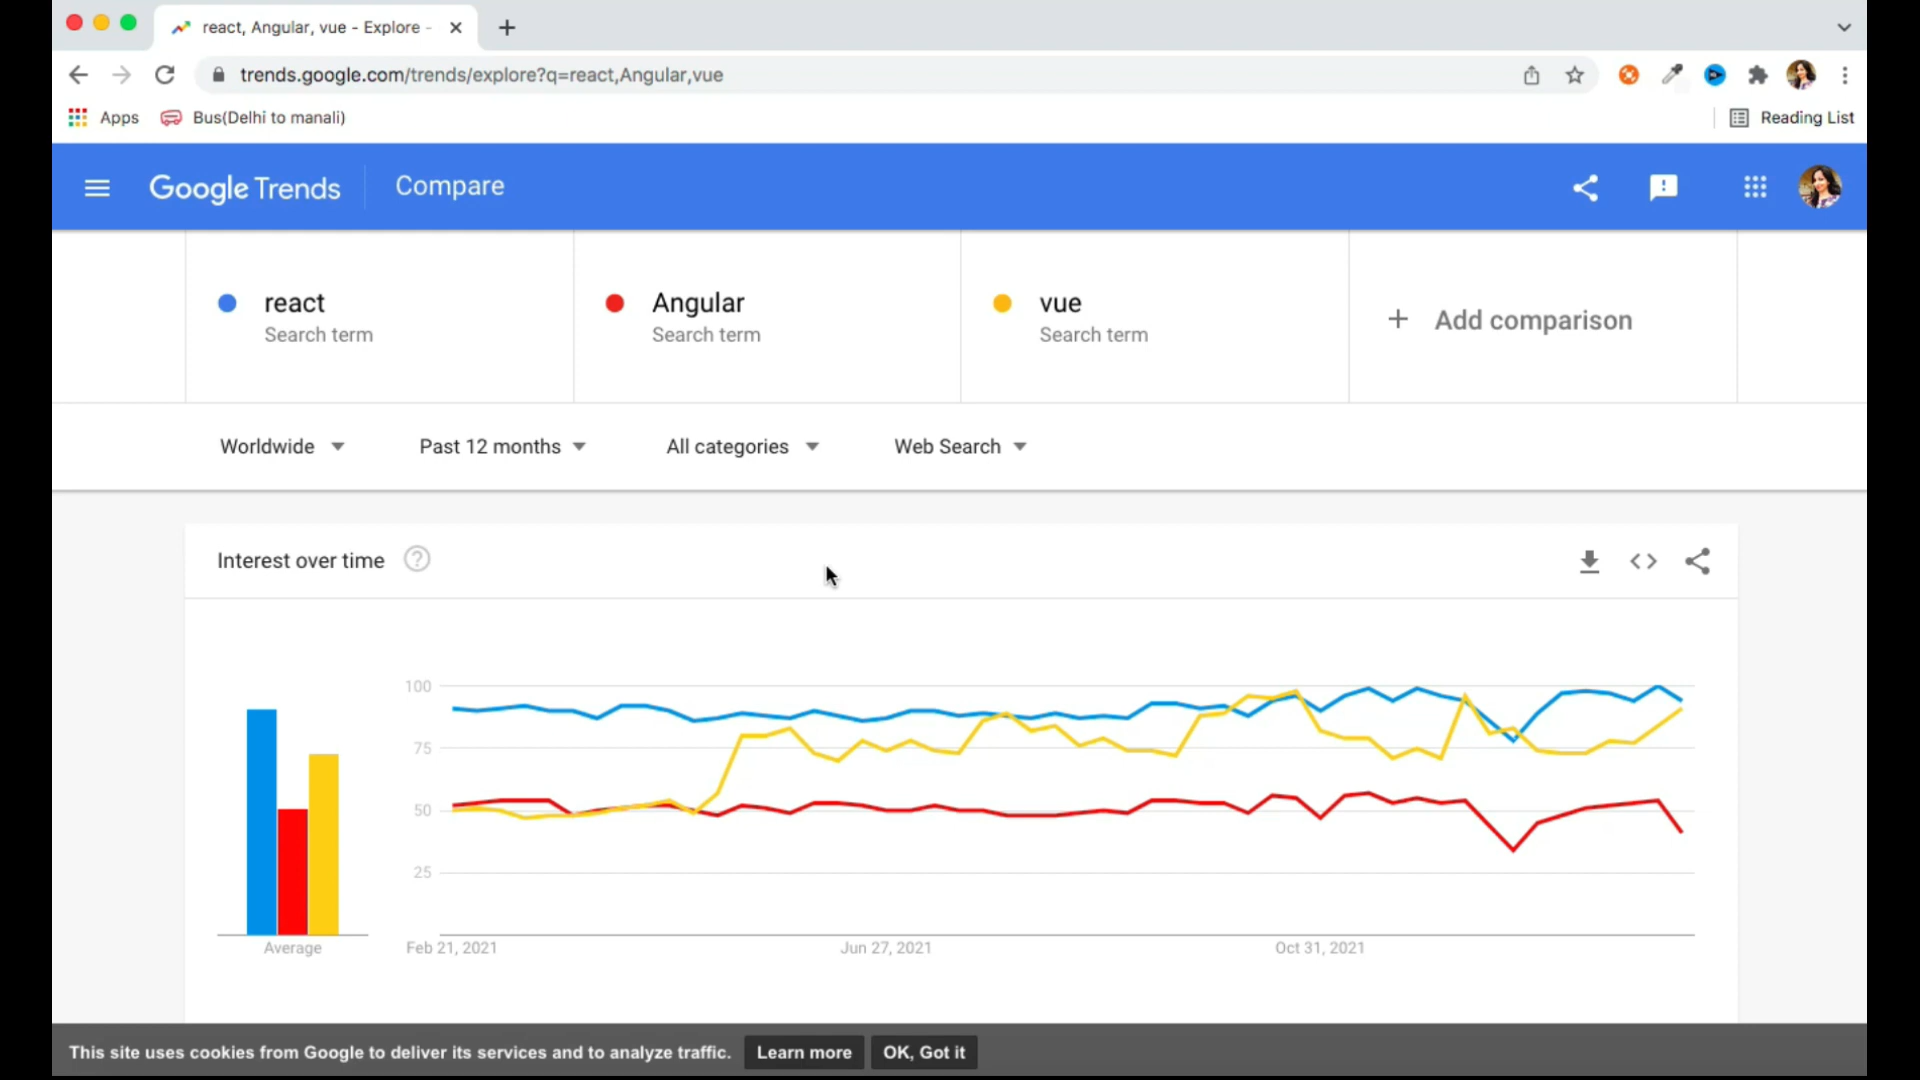 react, Angular, vue - Explore -
trends.google.com/trends/explore?q=react,Angular,vue
Apps Bus(Delhi to manali) Reading List
Google Trends Compare
react
Search term
Angular
Search term
vue
Search term
+ Add comparison
Worldwide Past 12 months All categories Web Search
Interest over time
100
75
50
25
Average Feb 21, 2021 Jun 27, 2021 Oct 31, 2021
This site uses cookies from Google to deliver its services and to analyze traffic. Learn more OK, Got it